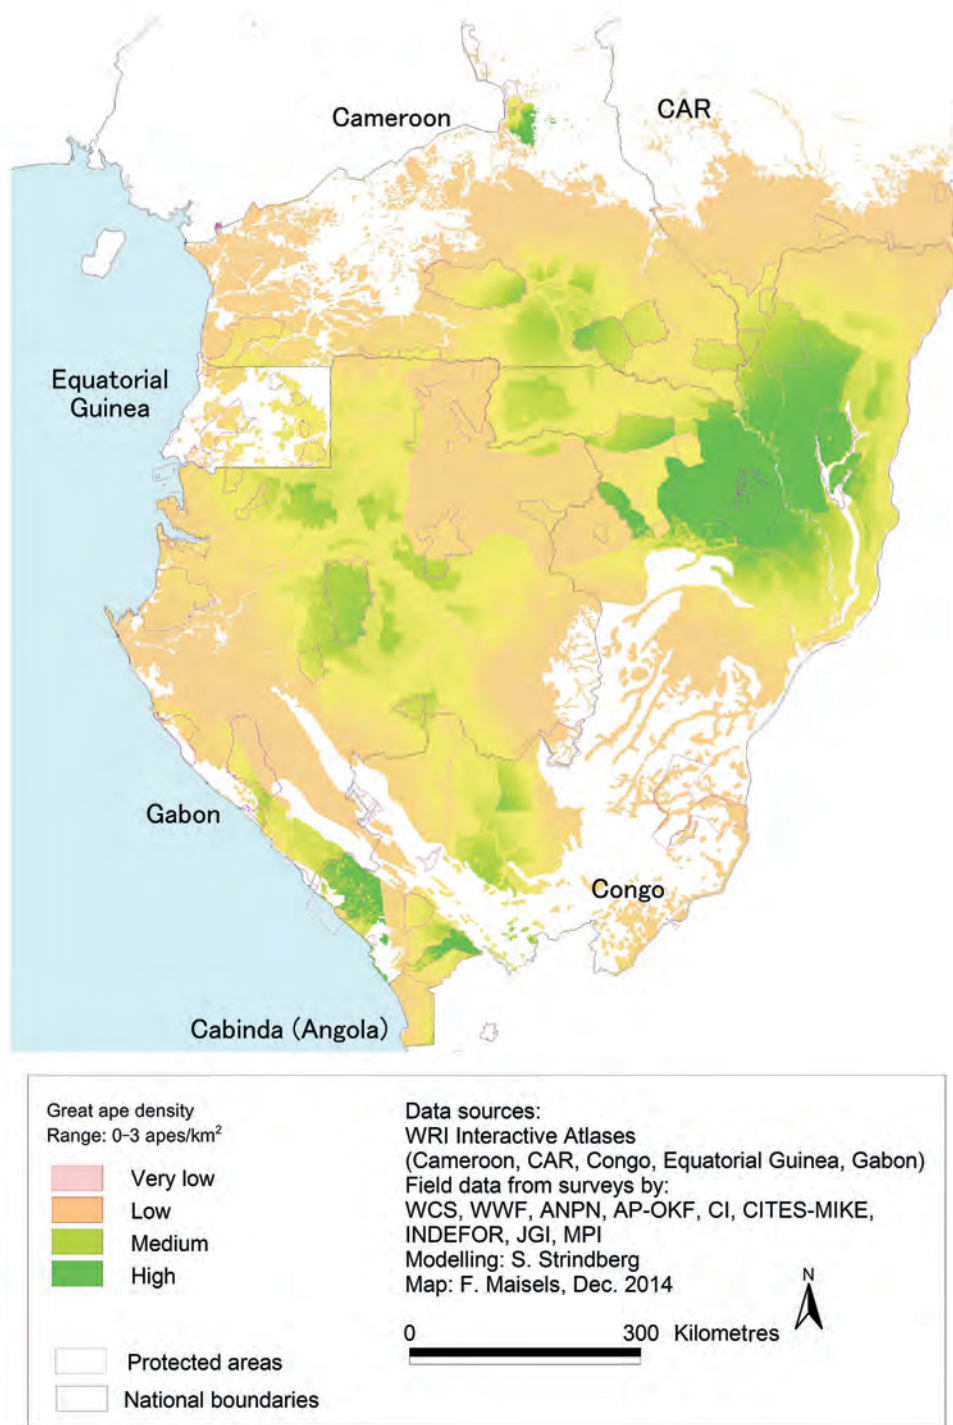 Cameroon
CAR
Equatorial
Guinea
Gabon
Congo
Cabinda (Angola)
Great ape density
Range: 0–3 apes/km²
Very low
Low
Medium
High
Protected areas
National boundaries
Data sources:
WRI Interactive Atlases
(Cameroon, CAR, Congo, Equatorial Guinea, Gabon)
Field data from surveys by:
WCS, WWF, ANPN, AP-OKF, CI, CITES-MIKE,
INDEFOR, JGI, MPI
Modelling: S. Strindberg
Map: F. Maisels, Dec. 2014
N
0 300 Kilometres